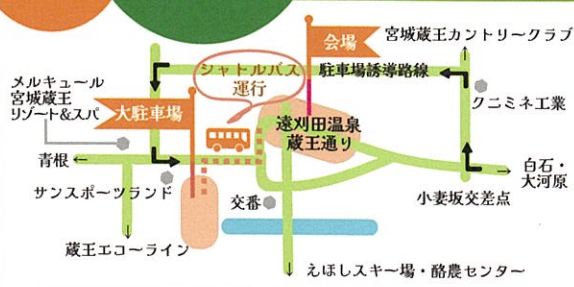 会場
宮城蔵王カントリークラブ
シャトルバス
運行
駐車場誘導路線
メルキュール
宮城蔵王
リゾート&スパ
大駐車場
クニミネ工業
遠刈田温泉
蔵王通り
青根←
白石・
大河原
サンスポーツランド
交番
小妻坂交差点
蔵王エコーライン
えぼしスキー場・酪農センター